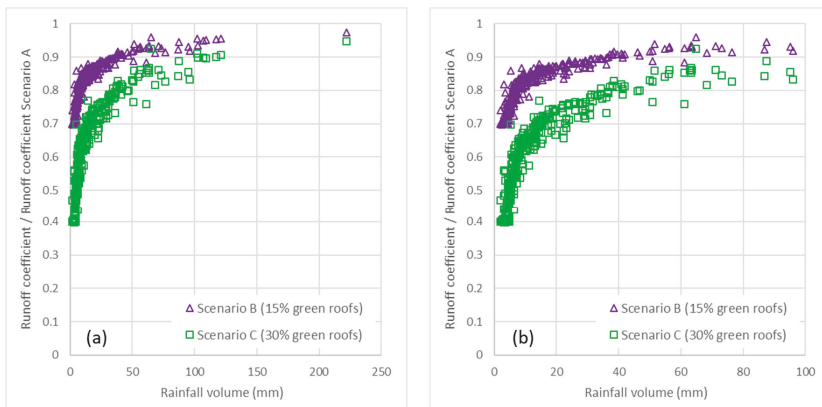 Runoff coefficient / Runoff coefficient Scenario A
1
0.9
0.8
0.7
0.6
0.5
0.4
0.3
0.2
0.1
0
Scenario B (15% green roofs)
Scenario C (30% green roofs)
(a)
0 50 100 150 200 250
Rainfall volume (mm)
Runoff coefficient / Runoff coefficient Scenario A
1
0.9
0.8
0.7
0.6
0.5
0.4
0.3
0.2
0.1
0
Scenario B (15% green roofs)
Scenario C (30% green roofs)
(b)
0 20 40 60 80 100
Rainfall volume (mm)